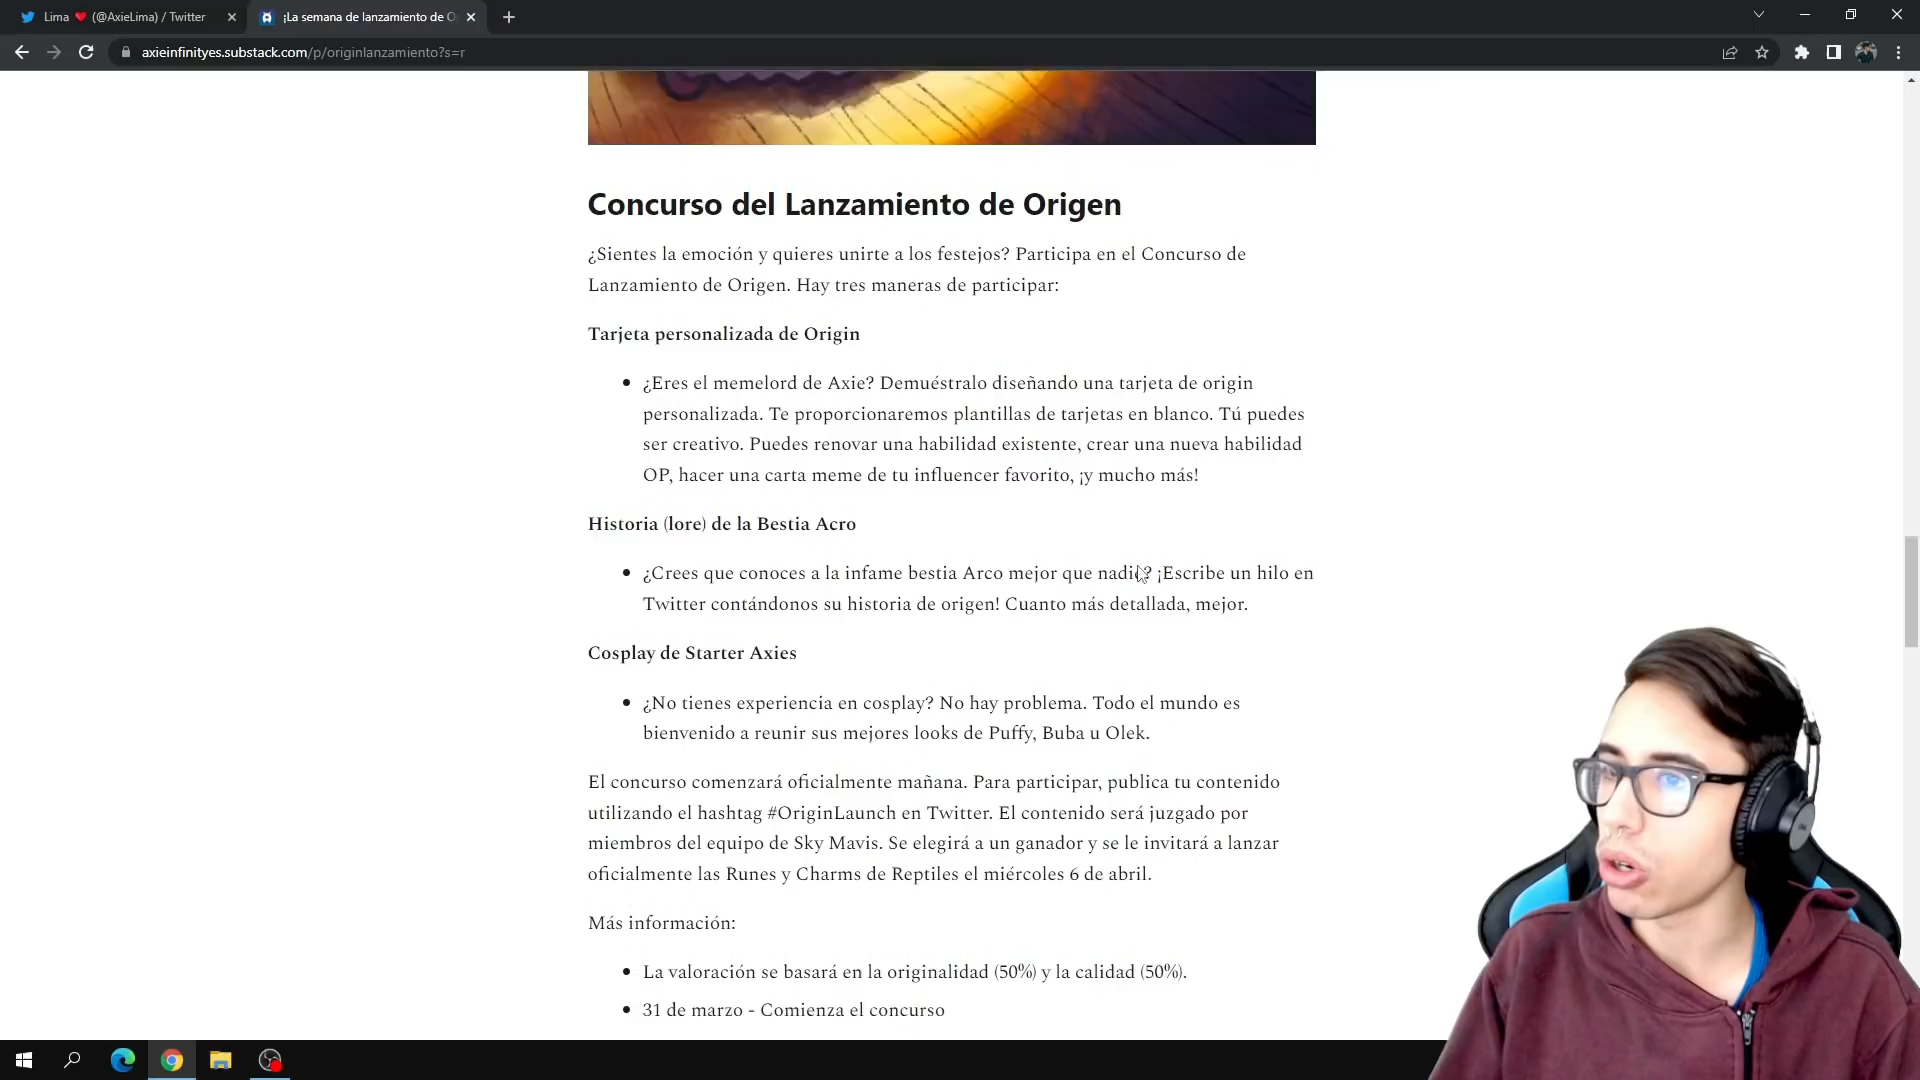 Lima ❤️ (@AxieLima) / Twitter
¡La semana de lanzamiento de O
axieinfinityes.substack.com/p/originlanzamiento?s=r
Concurso del Lanzamiento de Origen
¿Sientes la emoción y quieres unirte a los festejos? Participa en el Concurso de
Lanzamiento de Origen. Hay tres maneras de participar:
Tarjeta personalizada de Origin
• ¿Eres el memelord de Axie? Demuéstralo diseñando una tarjeta de origin
personalizada. Te proporcionaremos plantillas de tarjetas en blanco. Tú puedes
ser creativo. Puedes renovar una habilidad existente, crear una nueva habilidad
OP, hacer una carta meme de tu influencer favorito, ¡y mucho más!
Historia (lore) de la Bestia Acro
• ¿Crees que conoces a la infame bestia Arco mejor que nadie? ¡Escribe un hilo en
Twitter contándonos su historia de origen! Cuanto más detallada, mejor.
Cosplay de Starter Axies
• ¿No tienes experiencia en cosplay? No hay problema. Todo el mundo es
bienvenido a reunir sus mejores looks de Puffy, Buba u Olek.
El concurso comenzará oficialmente mañana. Para participar, publica tu contenido
utilizando el hashtag #OriginLaunch en Twitter. El contenido será juzgado por
miembros del equipo de Sky Mavis. Se elegirá a un ganador y se le invitará a lanzar
oficialmente las Runes y Charms de Reptiles el miércoles 6 de abril.
Más información:
• La valoración se basará en la originalidad (50%) y la calidad (50%).
• 31 de marzo - Comienza el concurso